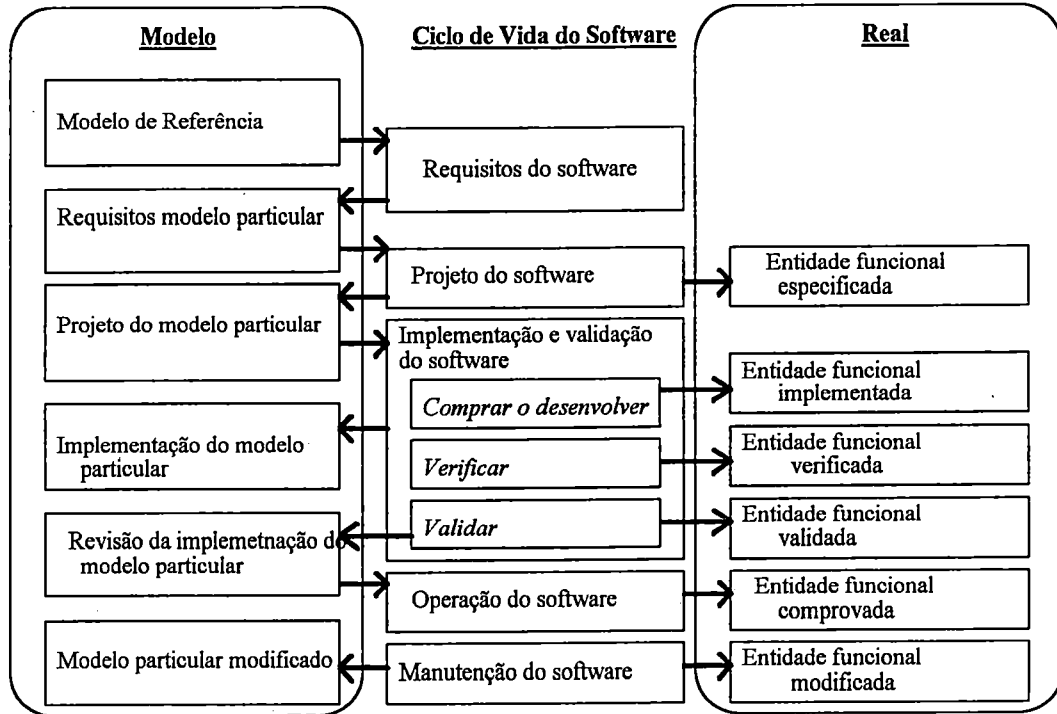 Modelo
Ciclo de Vida do Software
Real
Modelo de Referência
Requisitos do software
Requisitos modelo particular
Projeto do software
Entidade funcional
especificada
Projeto do modelo particular
Implementação e validação
do software
Comprar o desenvolver
Entidade funcional
implementada
Implementação do modelo
particular
Verificar
Entidade funcional
verificada
Validar
Entidade funcional
validada
Revisão da implemetnação do
modelo particular
Operação do software
Entidade funcional
comprovada
Modelo particular modificado
Manutenção do software
Entidade funcional
modificada